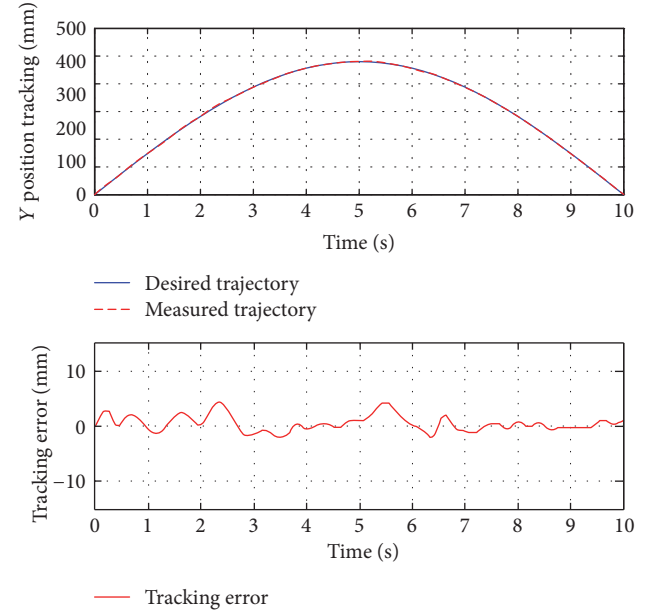 Y position tracking (mm)
500
400
300
200
100
0
0 1 2 3 4 5 6 7 8 9 10
Time (s)
Desired trajectory
Measured trajectory
Tracking error (mm)
10
0
−10
0 1 2 3 4 5 6 7 8 9 10
Time (s)
Tracking error